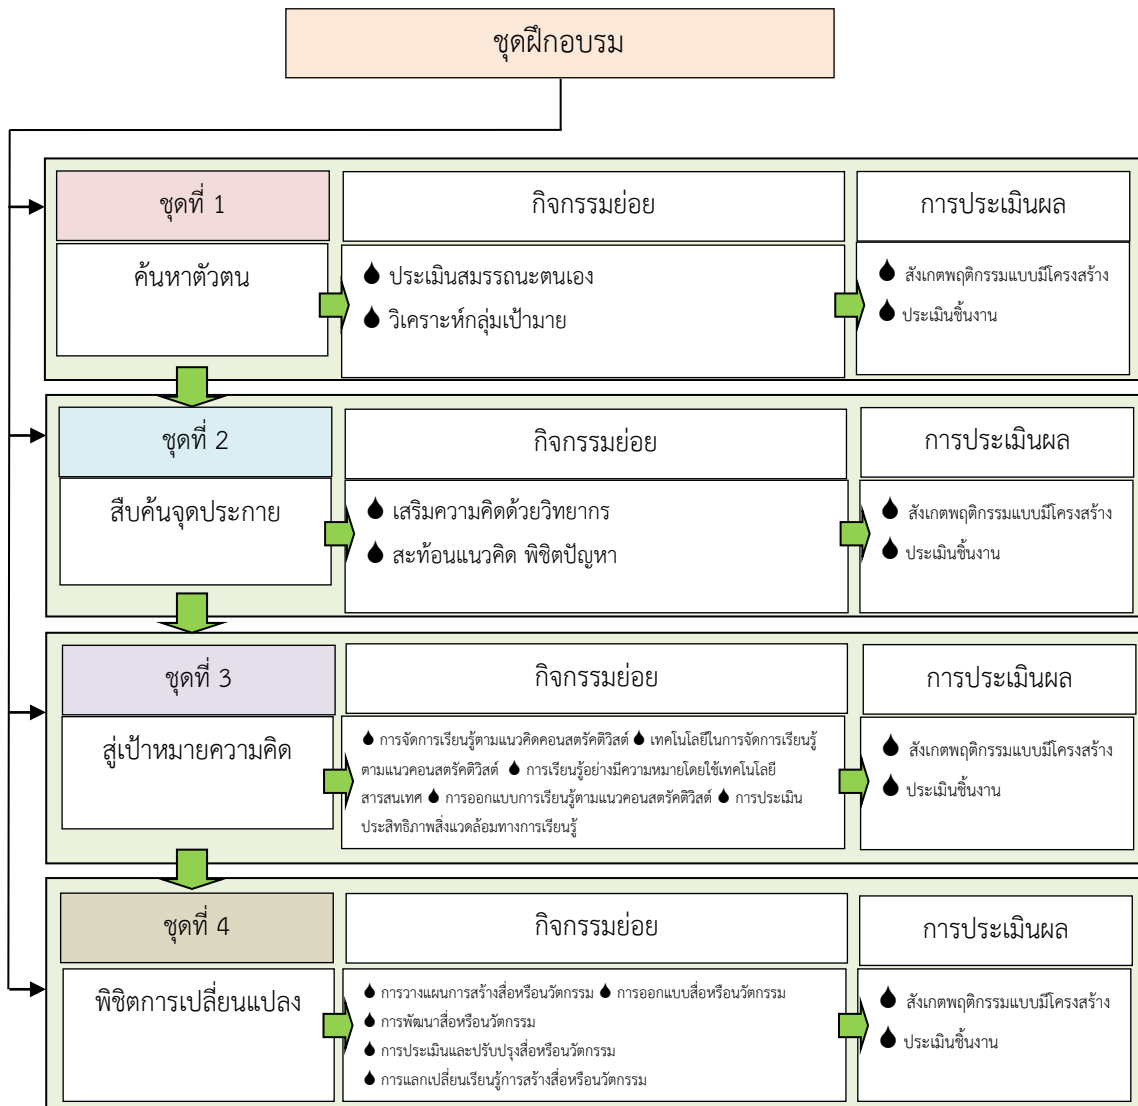 ชุดฝึกอบรม
ชุดที่ 1
กิจกรรมย่อย
การประเมินผล
ค้นหาตัวตน
ประเมินสมรรถนะตนเอง
วิเคราะห์กลุ่มเป้ามาย
สังเกตพฤติกรรมแบบมีโครงสร้าง
ประเมินชิ้นงาน
ชุดที่ 2
กิจกรรมย่อย
การประเมินผล
สืบค้นจุดประกาย
เสริมความคิดด้วยวิทยากร
สะท้อนแนวคิด พิชิตปัญหา
สังเกตพฤติกรรมแบบมีโครงสร้าง
ประเมินชิ้นงาน
ชุดที่ 3
กิจกรรมย่อย
การประเมินผล
สู่เป้าหมายความคิด
การจัดการเรียนรู้ตามแนวคิดคอนสตรัคติวิสต์ เทคโนโลยีในการจัดการเรียนรู้
ตามแนวคอนสตรัคติวิสต์ การเรียนรู้อย่างมีความหมายโดยใช้เทคโนโลยี
สารสนเทศ การออกแบบการเรียนรู้ตามแนวคอนสตรัคติวิสต์ การประเมิน
ประสิทธิภาพสิ่งแวดล้อมทางการเรียนรู้
สังเกตพฤติกรรมแบบมีโครงสร้าง
ประเมินชิ้นงาน
ชุดที่ 4
กิจกรรมย่อย
การประเมินผล
พิชิตการเปลี่ยนแปลง
การวางแผนการสร้างสื่อหรือนวัตกรรม การออกแบบสื่อหรือนวัตกรรม
การพัฒนาสื่อหรือนวัตกรรม
การประเมินและปรับปรุงสื่อหรือนวัตกรรม
การแลกเปลี่ยนเรียนรู้การสร้างสื่อหรือนวัตกรรม
สังเกตพฤติกรรมแบบมีโครงสร้าง
ประเมินชิ้นงาน